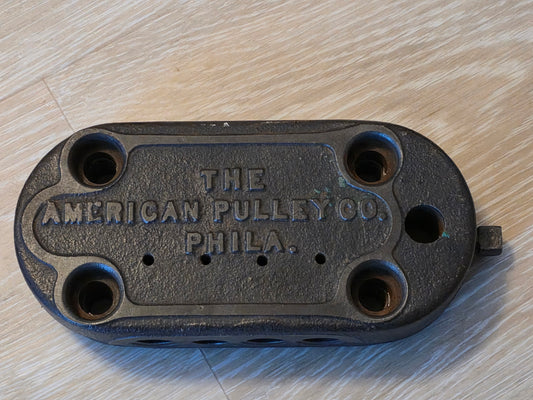 THE
AMERICAN PULLEY CO.
PHILA.